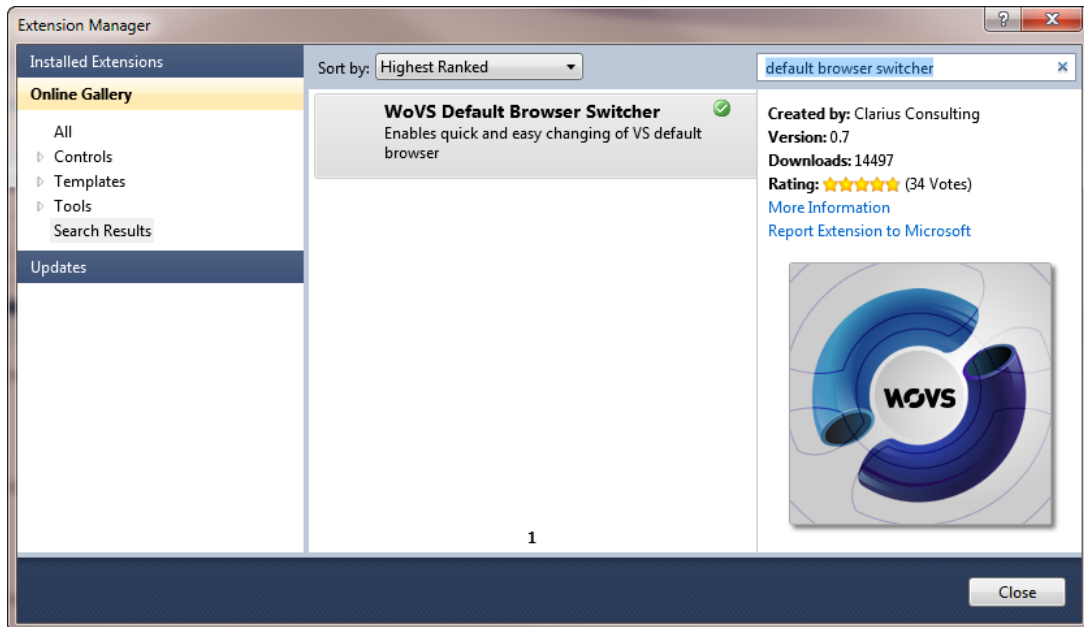 Extension Manager
Installed Extensions
Online Gallery
All
Controls
Templates
Tools
Search Results
Updates
Sort by: Highest Ranked
WoVS Default Browser Switcher
Enables quick and easy changing of VS default
browser
1
default browser switcher
Created by: Clarius Consulting
Version: 0.7
Downloads: 14497
Rating: (34 Votes)
More Information
Report Extension to Microsoft
WOVS
Close